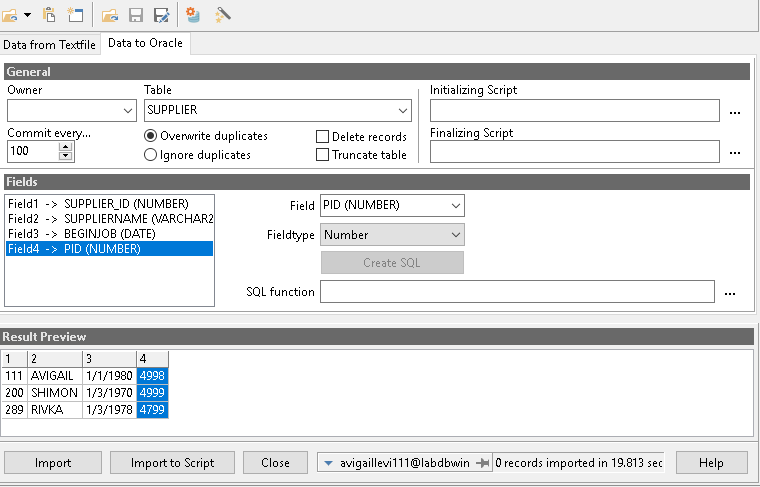 Data from Textfile Data to Oracle
General
Owner Table Initializing Script
SUPPLIER ...
Commit every... Overwrite duplicates Delete records Finalizing Script
100 Ignore duplicates Truncate table ...
Fields
Field1 -> SUPPLIER_ID (NUMBER)
Field2 -> SUPPLIERNAME (VARCHAR2
Field3 -> BEGINJOB (DATE)
Field4 -> PID (NUMBER)
Field PID (NUMBER)
Fieldtype Number
Create SQL
SQL function ...
Result Preview
1 2 3 4
111 AVIGAIL 1/1/1980 4998
200 SHIMON 1/3/1970 4999
289 RIVKA 1/3/1978 4799
Import Import to Script Close avigaillevi111@labdbwin 0 records imported in 19.813 sec Help